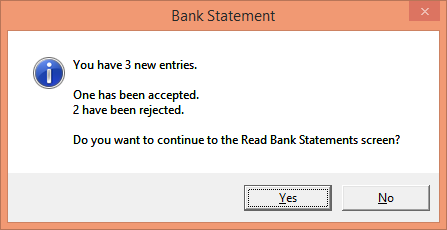 Bank Statement
You have 3 new entries.
One has been accepted.
2 have been rejected.
Do you want to continue to the Read Bank Statements screen?
Yes
No